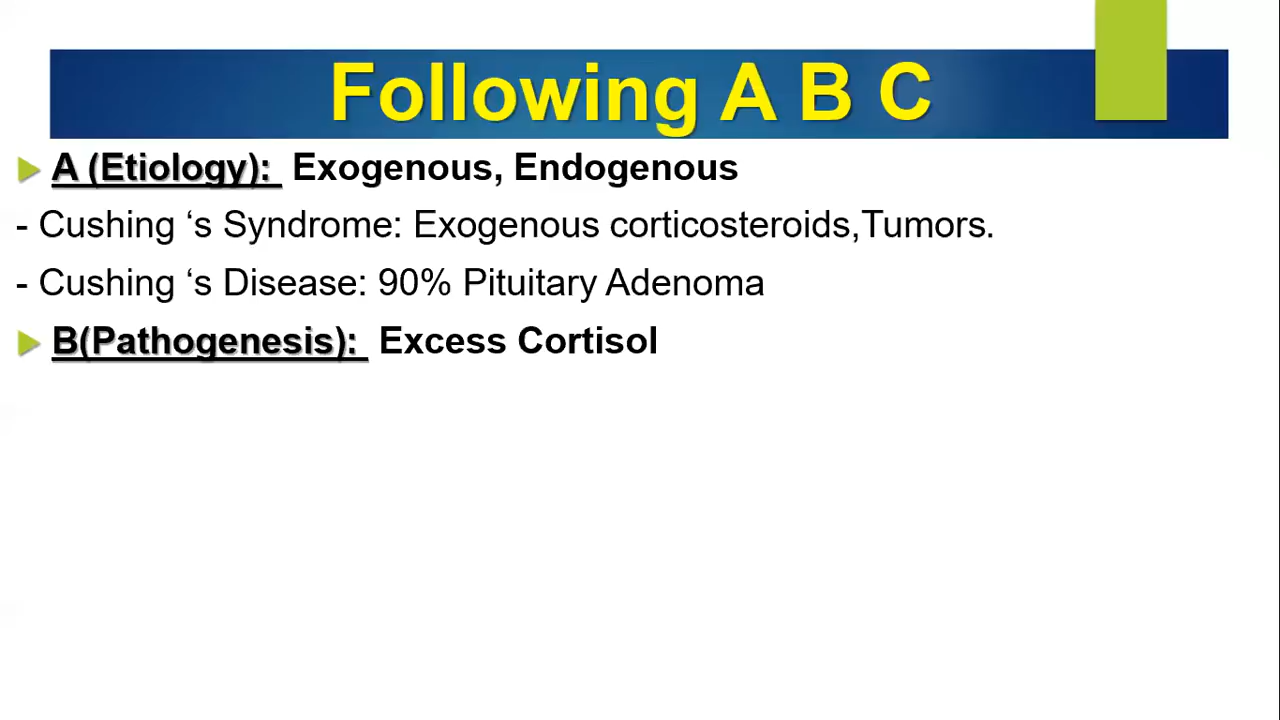 Following A B C
A (Etiology): Exogenous, Endogenous
- Cushing ‘s Syndrome: Exogenous corticosteroids,Tumors.
- Cushing ‘s Disease: 90% Pituitary Adenoma
B(Pathogenesis): Excess Cortisol